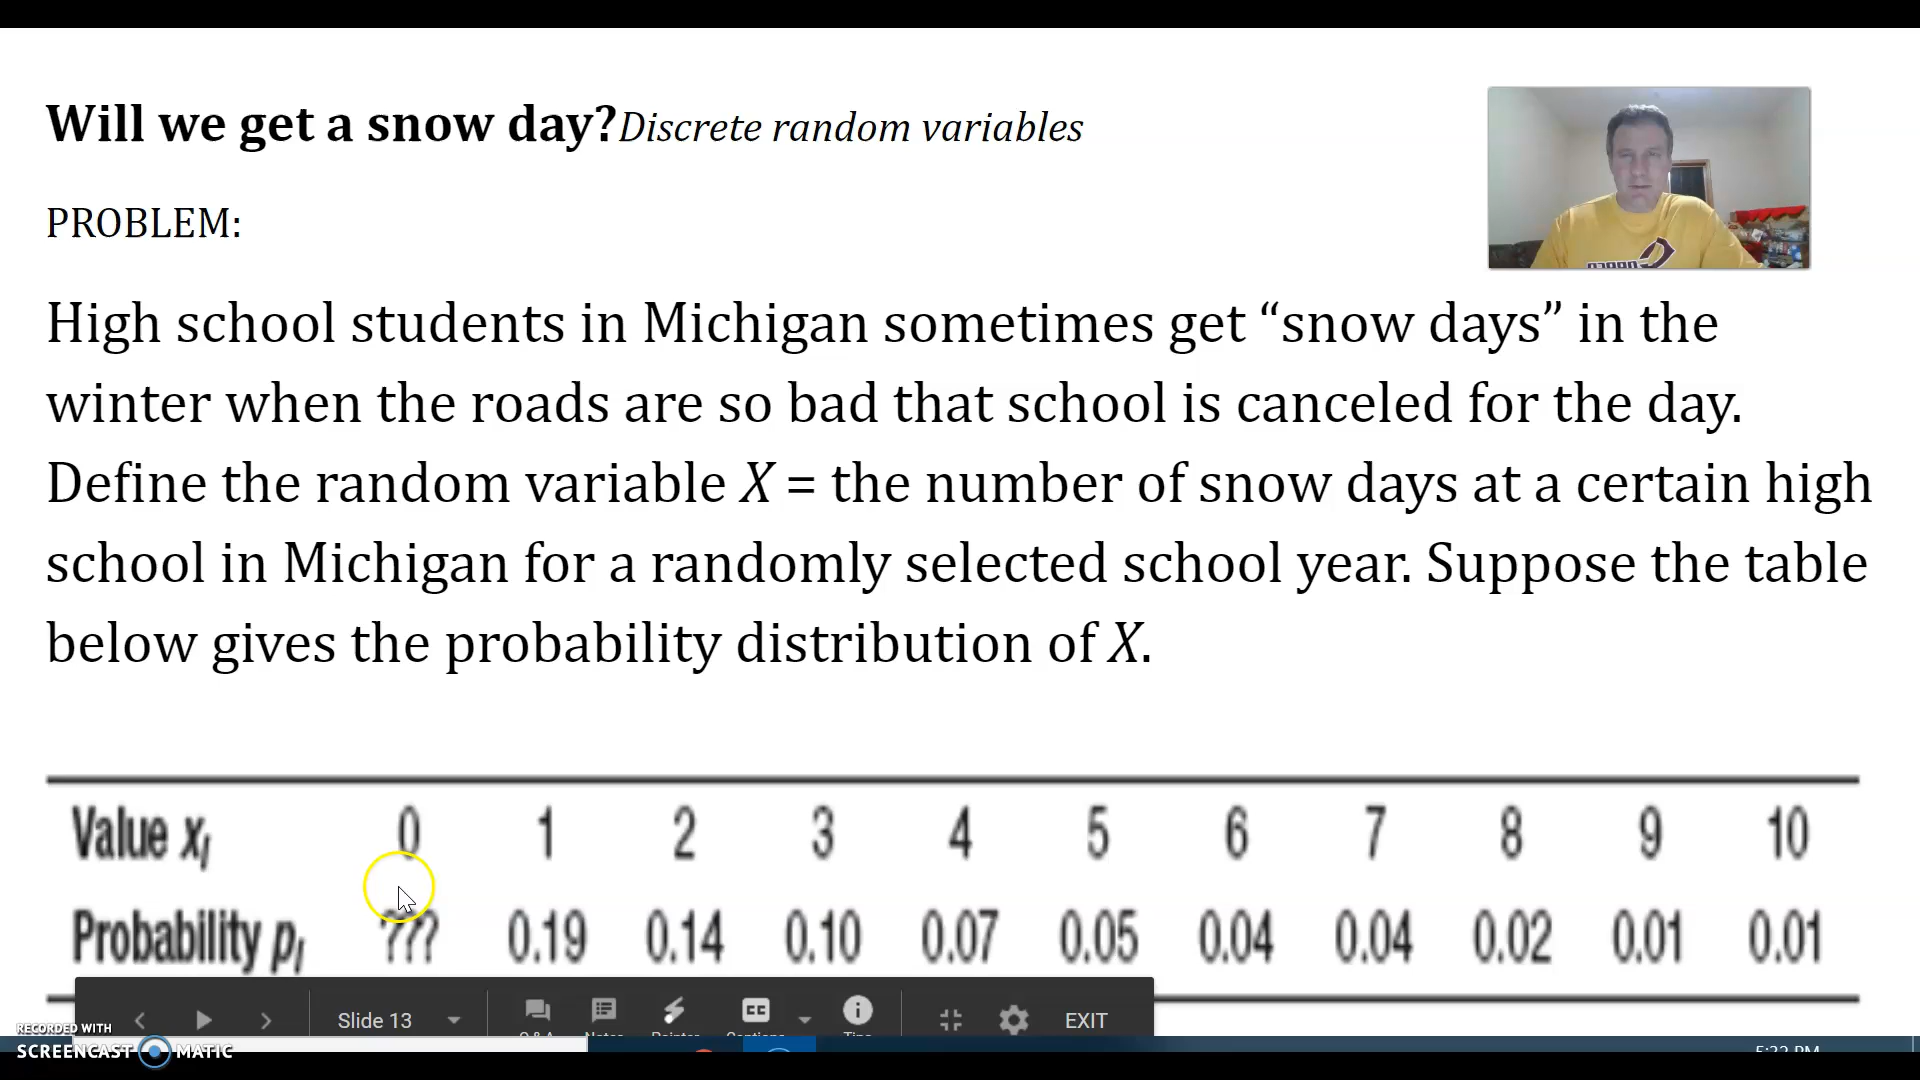 Will we get a snow day? Discrete random variables
PROBLEM:
High school students in Michigan sometimes get “snow days” in the
winter when the roads are so bad that school is canceled for the day.
Define the random variable X = the number of snow days at a certain high
school in Michigan for a randomly selected school year. Suppose the table
below gives the probability distribution of X.
Value xi 0 1 2 3 4 5 6 7 8 9 10
Probability pi ??? 0.19 0.14 0.10 0.07 0.05 0.04 0.04 0.02 0.01 0.01
Slide 13 CC EXIT
RECORDED WITH
SCREENCAST MATIC